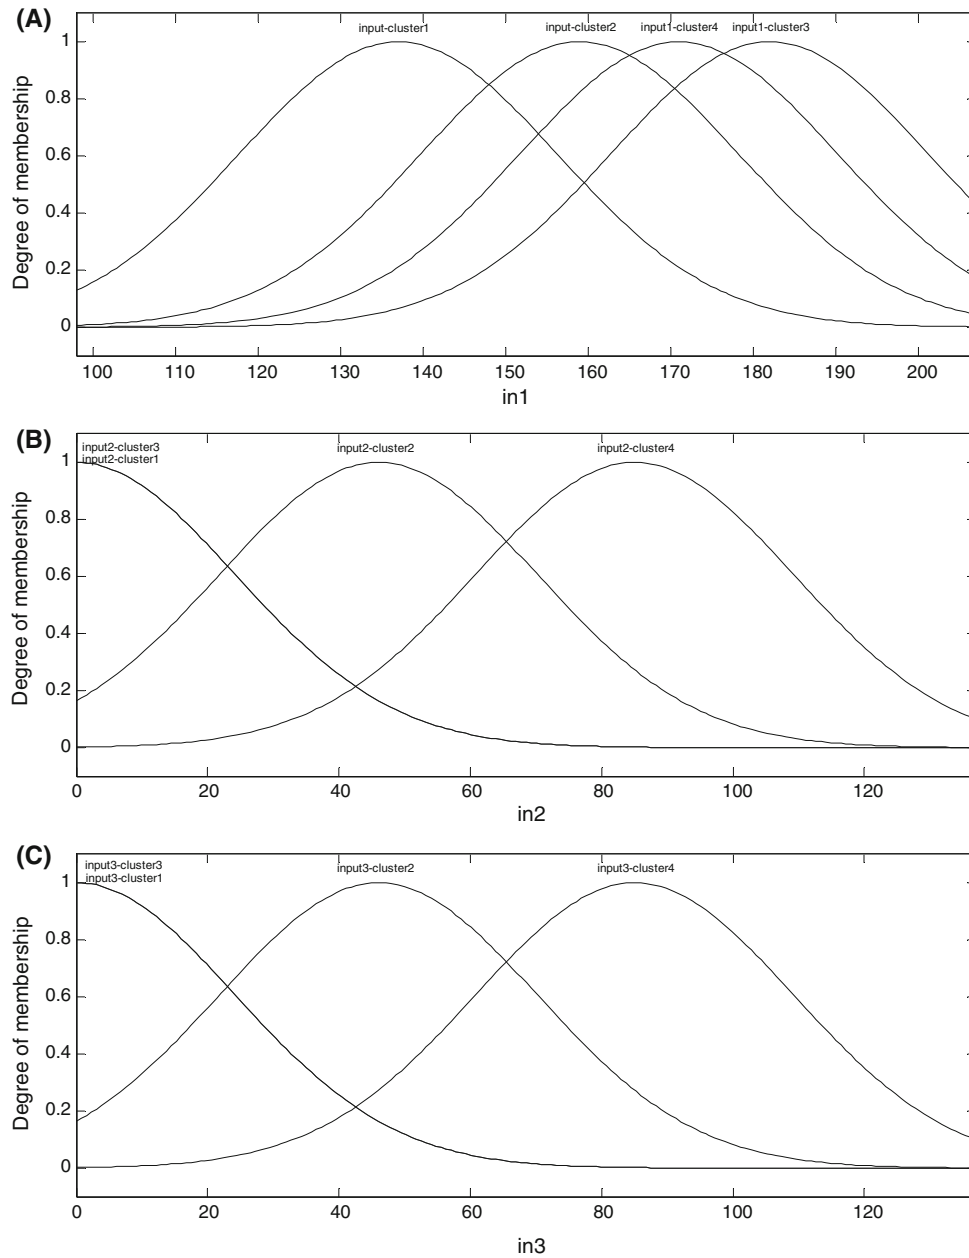 (A)
input-cluster1 input-cluster2 input1-cluster4 input1-cluster3
1
0.8
0.6
0.4
0.2
0
Degree of membership
100 110 120 130 140 150 160 170 180 190 200
in1
(B)
input2-cluster3 input2-cluster2 input2-cluster4
input2-cluster1
1
0.8
0.6
0.4
0.2
0
Degree of membership
0 20 40 60 80 100 120
in2
(C)
input3-cluster3 input3-cluster2 input3-cluster4
input3-cluster1
1
0.8
0.6
0.4
0.2
0
Degree of membership
0 20 40 60 80 100 120
in3